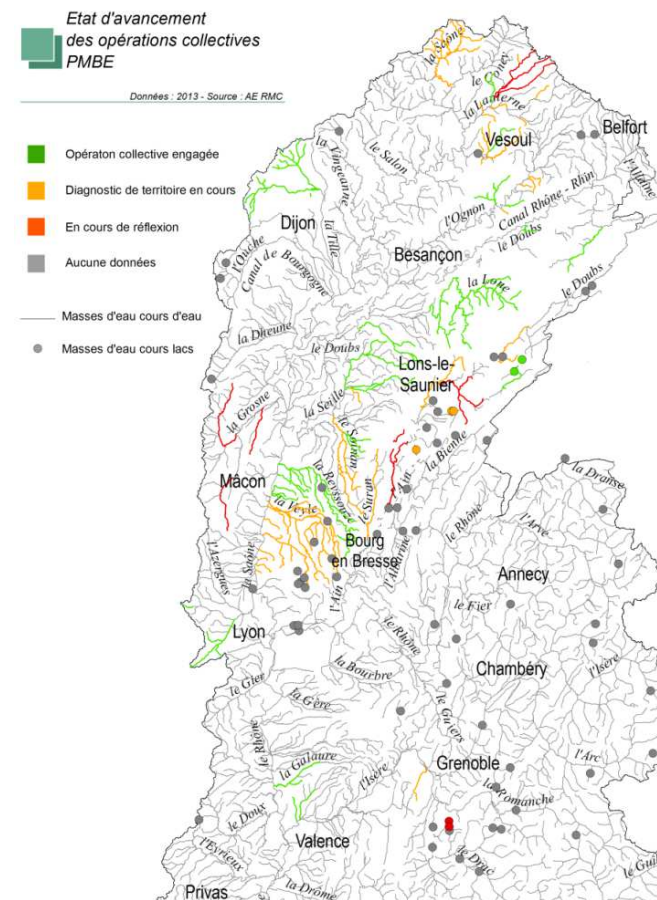 Etat d'avancement
des opérations collectives
PMBE
Données : 2013 - Source : AE RMC
Opératon collective engagée
Diagnostic de territoire en cours
En cours de réflexion
Aucune données
Masses d'eau cours d'eau
Masses d'eau cours lacs
la Saône
le Coney
la Lanterne
Vesoul
Belfort
l'Allaine
la Vingeanne
le Salon
Dijon
la Tille
l'Ognon
Canal Rhône - Rhin
le Doubs
Besançon
l'Ouche
Canal de Bourgogne
la Loue
le Doubs
la Dheune
le Doubs
Lons-le-
Saunier
la Seille
la Grosne
le Solnan
la Bienne
Mâcon
la Reyssouze
le Suran
l'Ain
la Veyle
Bourg
en Bresse
l'Albarine
le Rhône
la Dranse
l'Arve
l'Azergues
la Saône
l'Ain
Annecy
le Fier
Lyon
le Rhône
Chambéry
l'Isère
la Bourbre
le Gier
la Gère
le Guiers
le Rhône
Grenoble
l'Arc
la Galaure
l'Isère
la Romanche
le Doux
Valence
le Drac
l'Eyrieux
le Gui
Privas
la Drôme